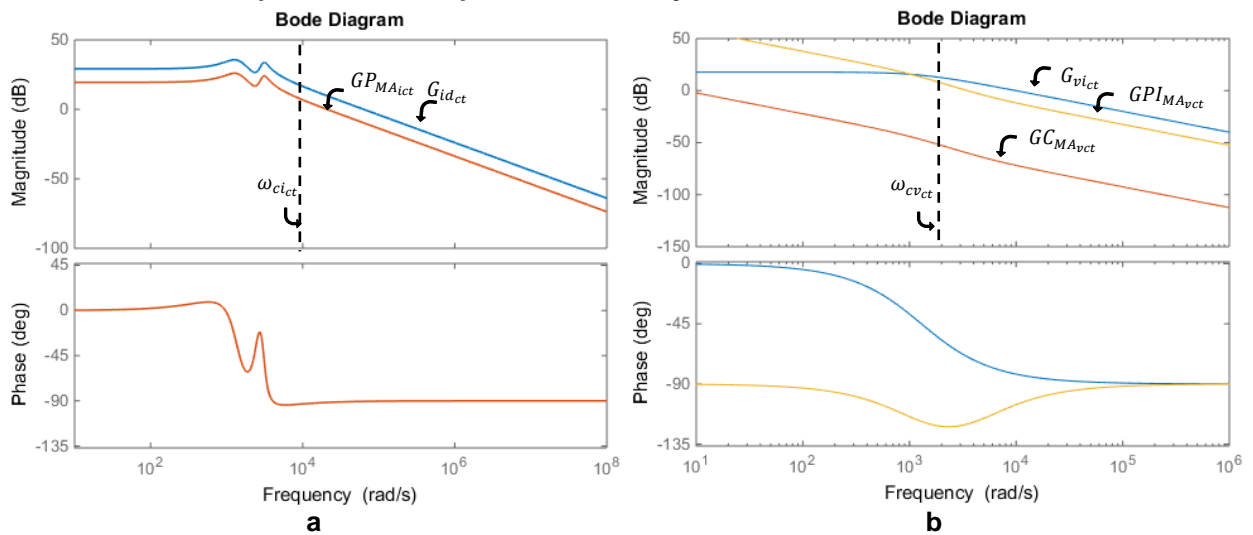 Bode Diagram
50
0
-50
-100
Magnitude (dB)
GP_{MA_{ict}}
G_{id_{ct}}
ω_{ci_{ct}}
45
0
-45
-90
-135
Phase (deg)
10^2
10^4
10^6
10^8
Frequency (rad/s)
a
Bode Diagram
50
0
-50
-100
-150
Magnitude (dB)
G_{vi_{ct}}
GPI_{MA_{vct}}
GC_{MA_{vct}}
ω_{cv_{ct}}
0
-45
-90
-135
Phase (deg)
10^1
10^2
10^3
10^4
10^5
10^6
Frequency (rad/s)
b